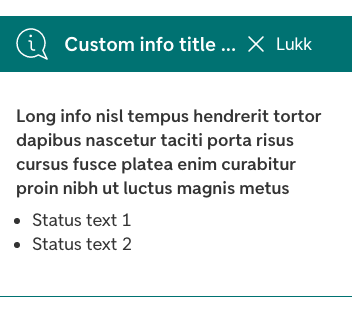 Custom info title ... Lukk
Long info nisl tempus hendrerit tortor
dapibus nascetur taciti porta risus
cursus fusce platea enim curabitur
proin nibh ut luctus magnis metus
• Status text 1
• Status text 2